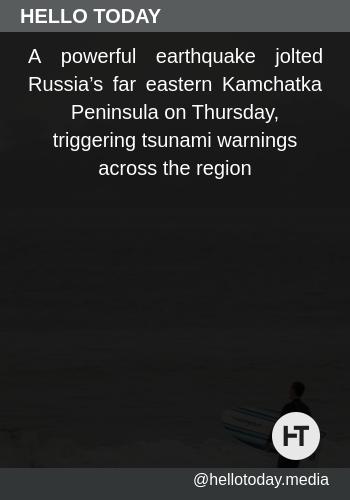 HELLO TODAY
A powerful earthquake jolted
Russia’s far eastern Kamchatka
Peninsula on Thursday,
triggering tsunami warnings
across the region
HT
@hellotoday.media